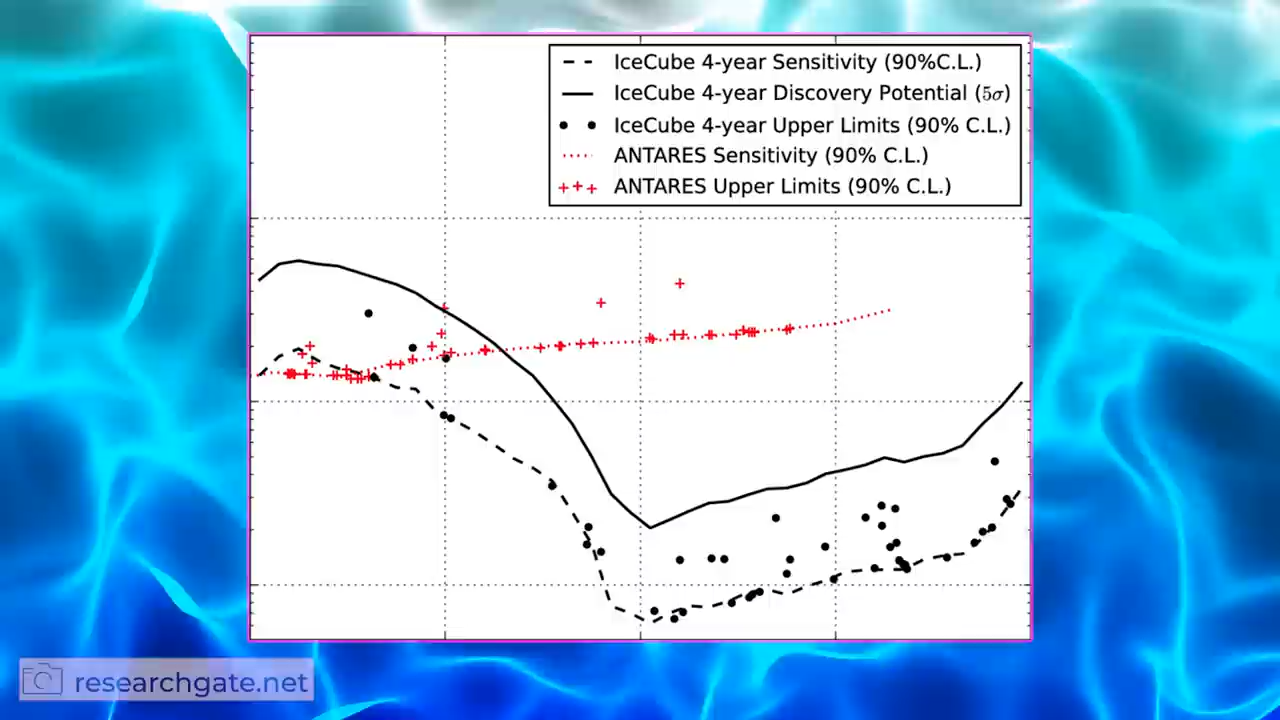 IceCube 4-year Sensitivity (90%C.L.)
IceCube 4-year Discovery Potential (5σ)
IceCube 4-year Upper Limits (90% C.L.)
ANTARES Sensitivity (90% C.L.)
ANTARES Upper Limits (90% C.L.)
researchgate.net